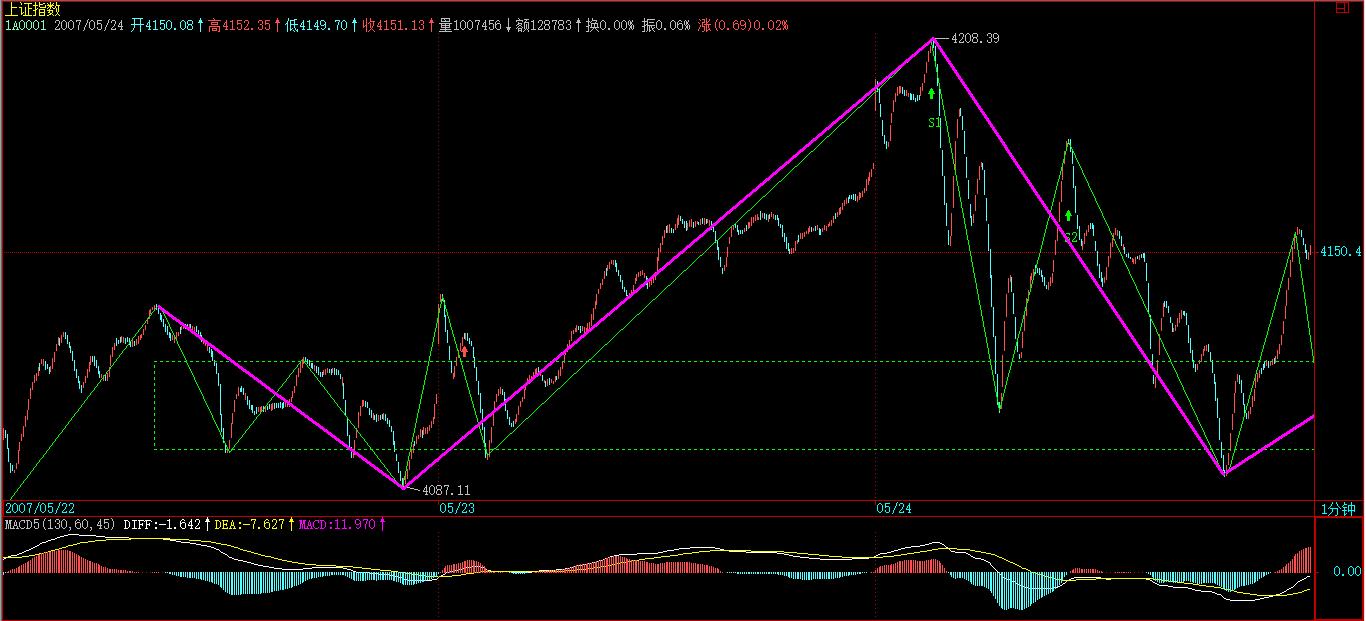 上证指数
1A0001 2007/05/24 开4150.08↑高4152.35↑低4149.70↑收4151.13↑量1007456↓额128783↑换0.00% 振0.06% 涨(0.69)0.02%
4208.39
S1
S2
4150.4
4087.11
2007/05/22 05/23 05/24 1分钟
MACD5(130,60,45) DIFF:-1.642↑DEA:-7.627↑MACD:11.970↑
0.00